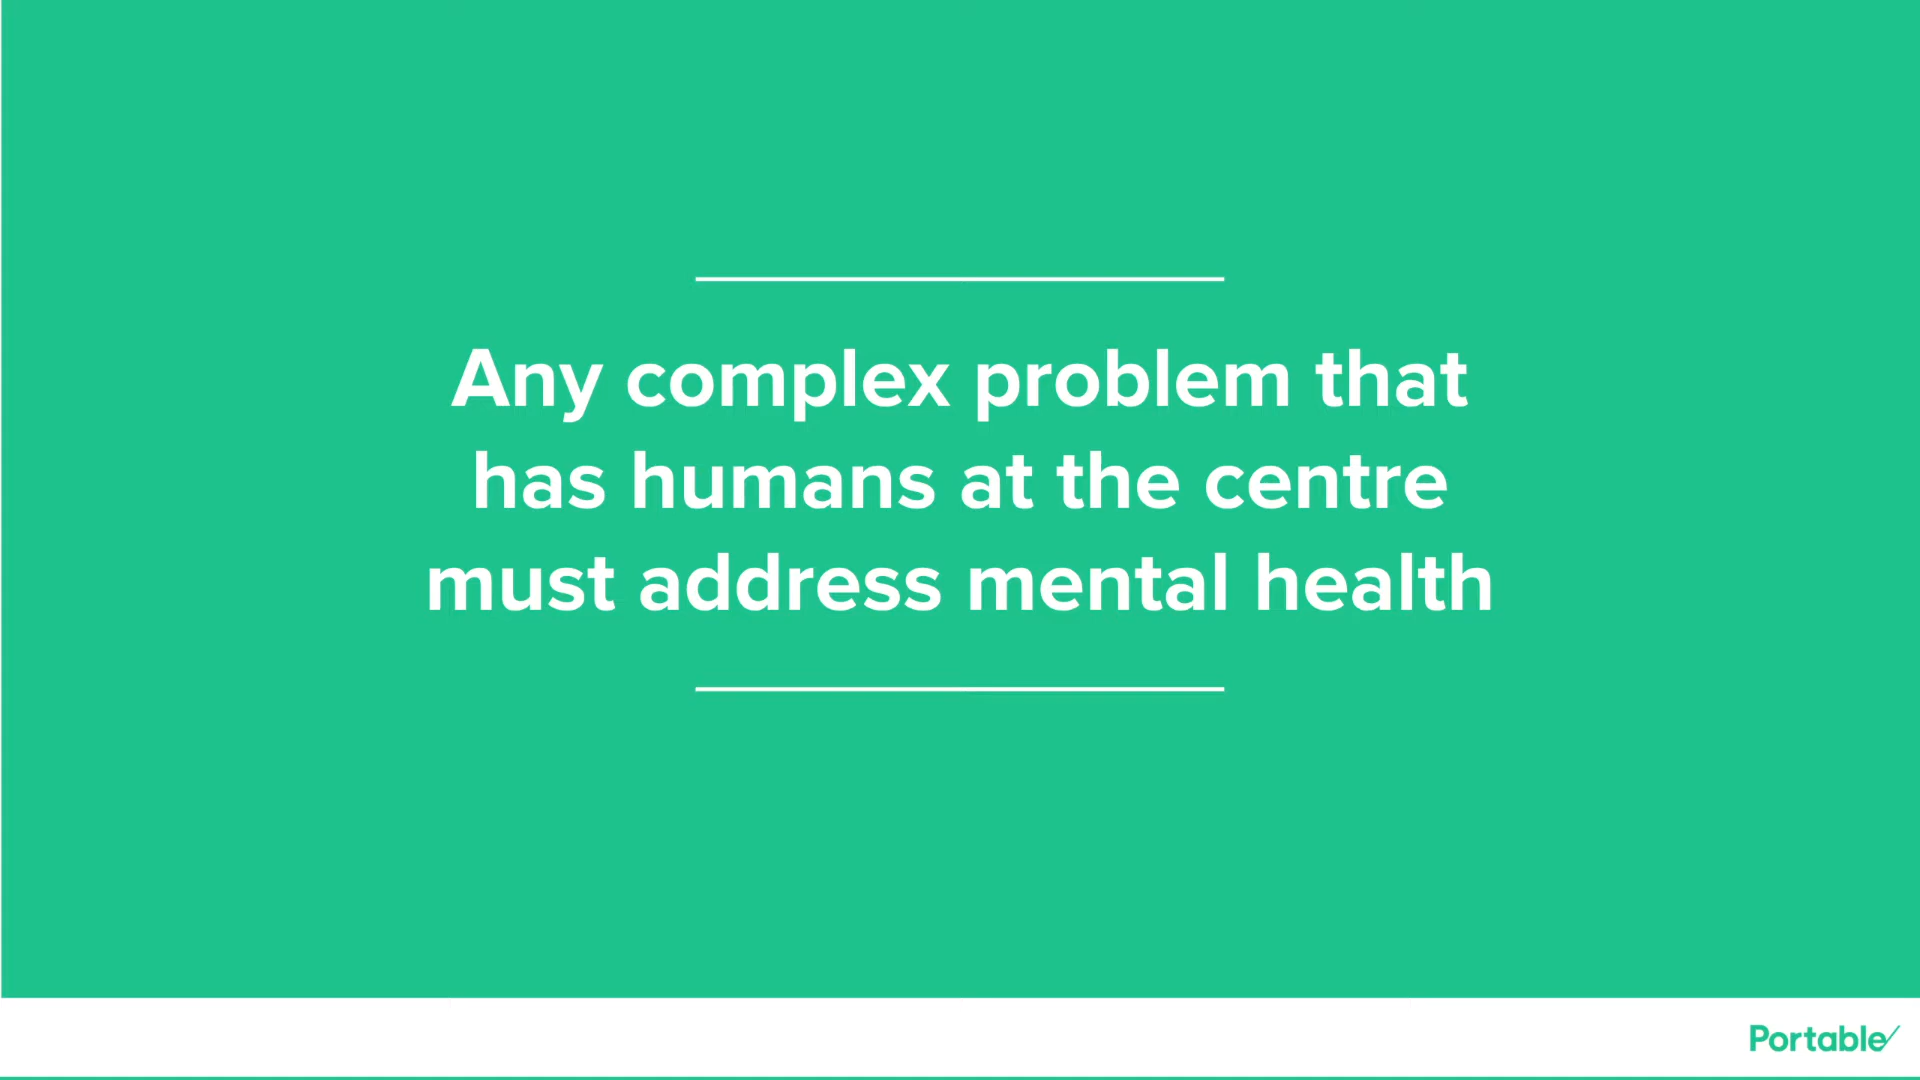 Any complex problem that
has humans at the centre
must address mental health
Portable